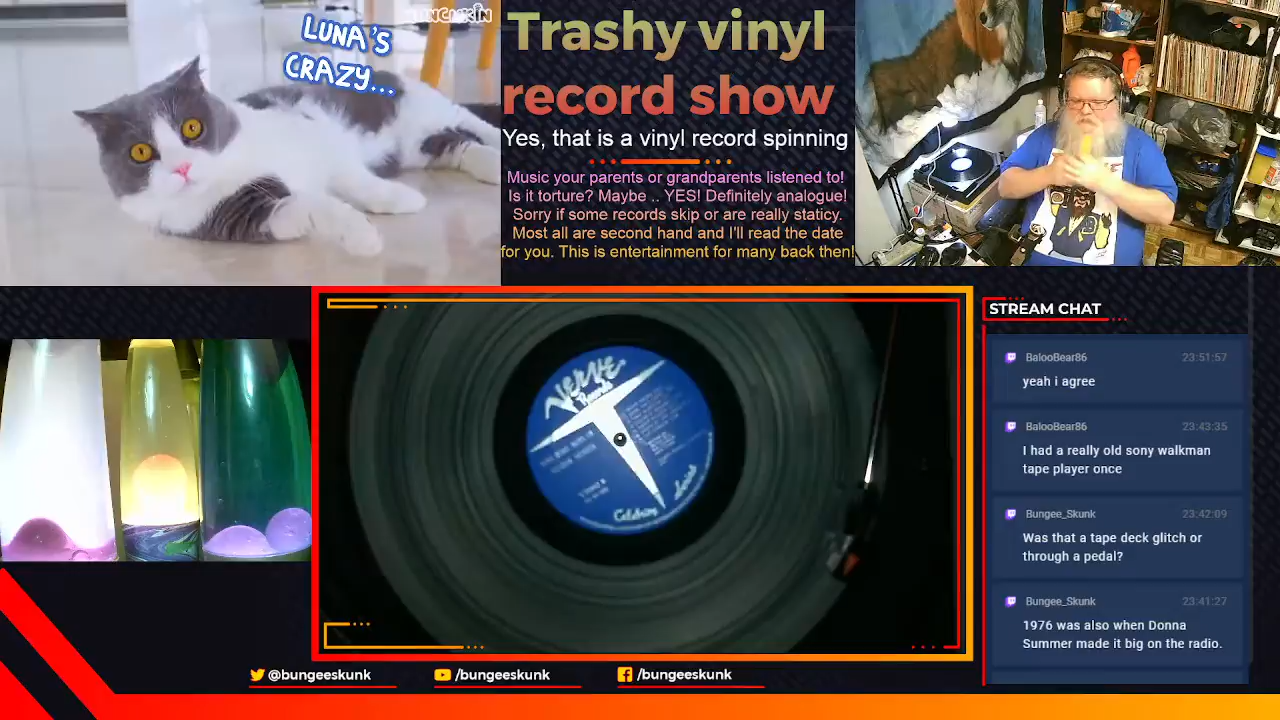 LUNA'S
CRAZY...
MUNCHKIN
Trashy vinyl
record show
Yes, that is a vinyl record spinning
Music your parents or grandparents listened to!
Is it torture? Maybe .. YES! Definitely analogue!
Sorry if some records skip or are really staticy.
Most all are second hand and I'll read the date
for you. This is entertainment for many back then!
VERVE
Records
Celebrity
Series
STREAM CHAT
BalooBear86 23:51:57
yeah i agree
BalooBear86 23:43:35
I had a really old sony walkman
tape player once
Bungee_Skunk 23:42:09
Was that a tape deck glitch or
through a pedal?
Bungee_Skunk 23:41:27
1976 was also when Donna
Summer made it big on the radio.
@bungeeskunk
/bungeeskunk
/bungeeskunk